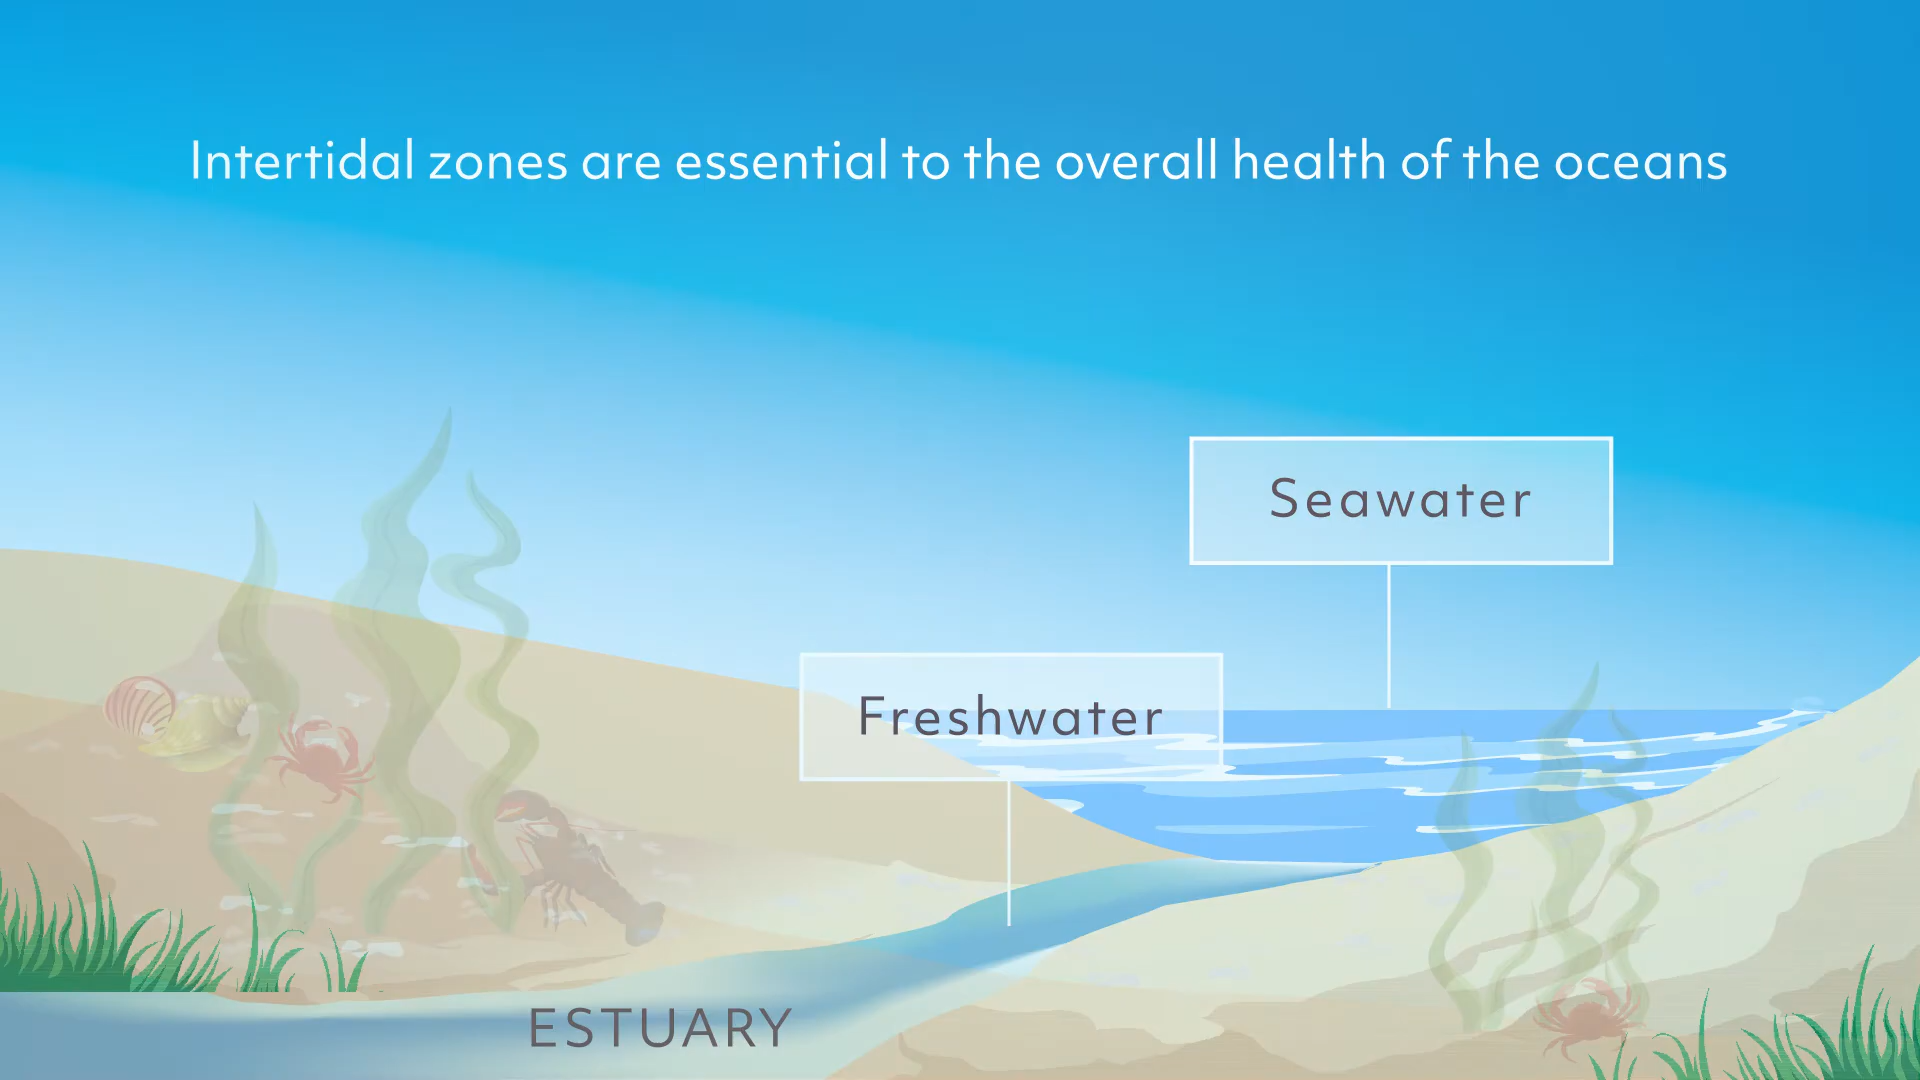 Intertidal zones are essential to the overall health of the oceans
Seawater
Freshwater
ESTUARY